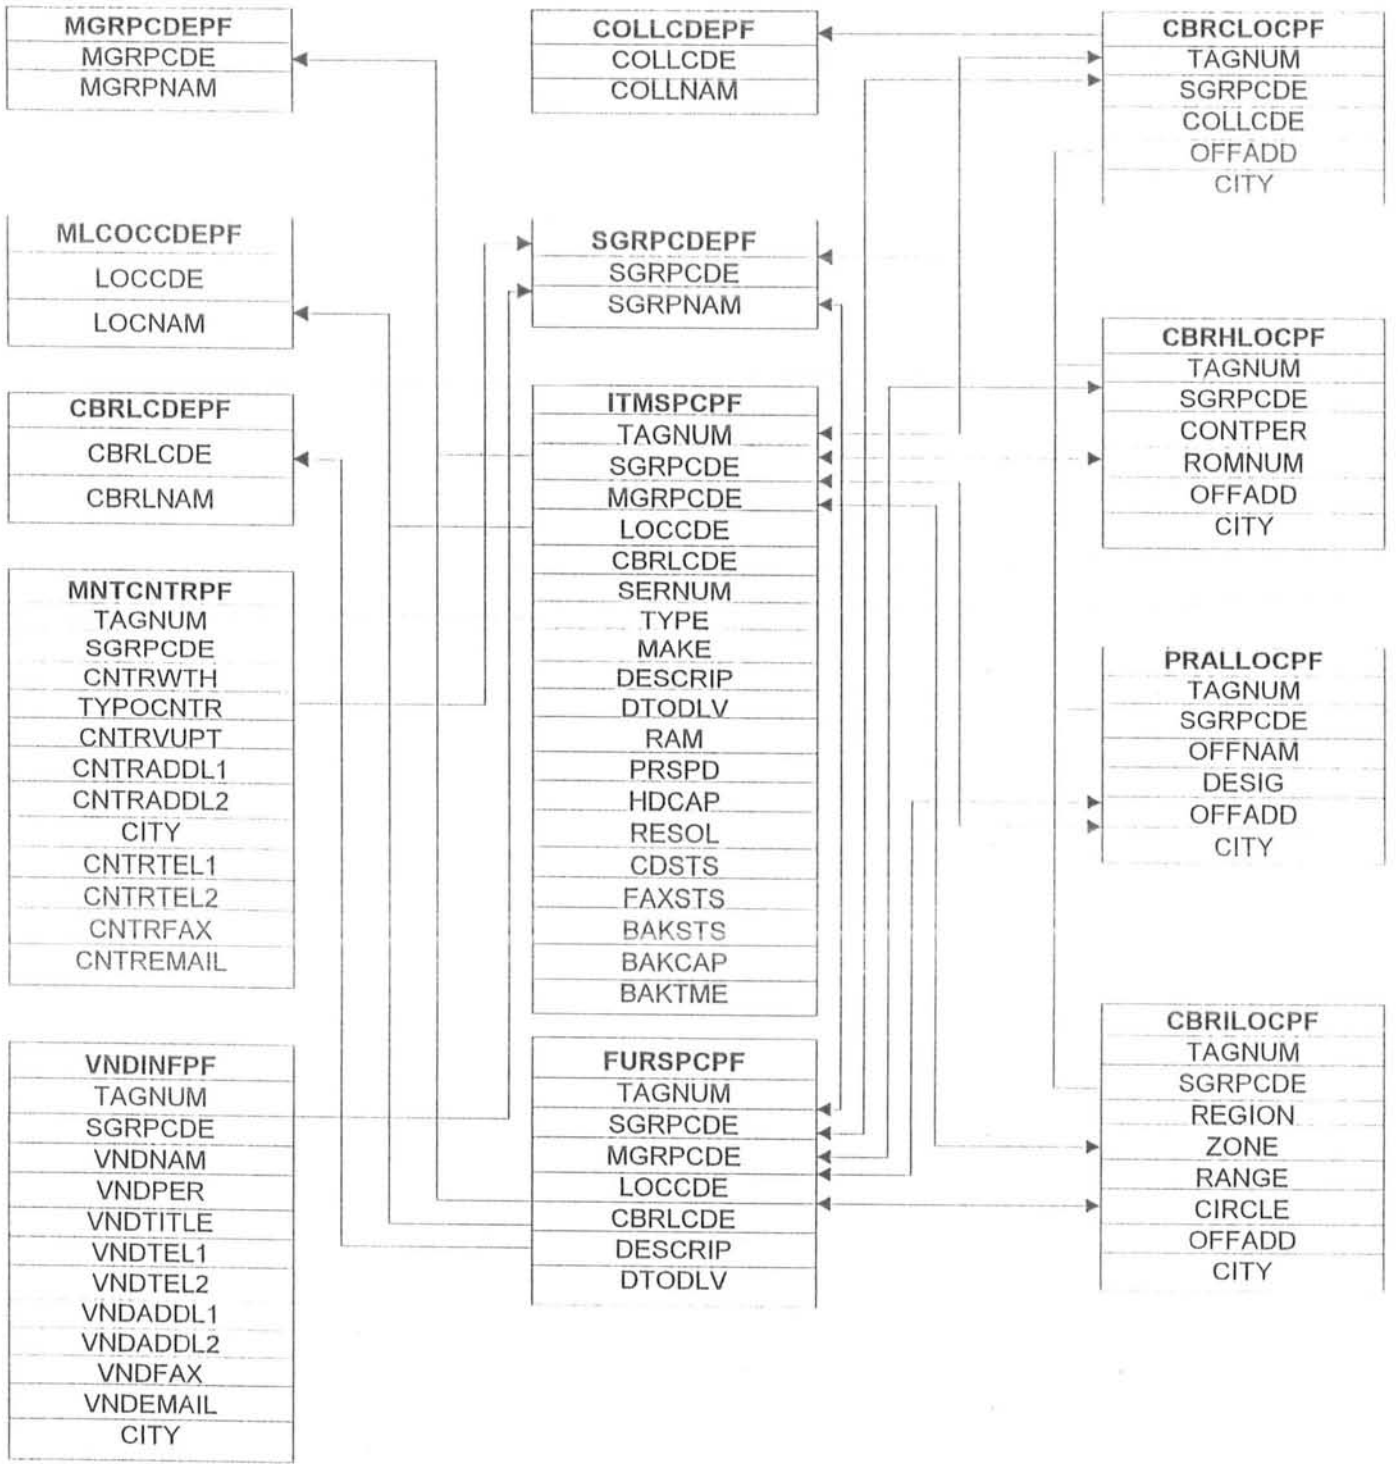 MGRPCDEPF
MGRPCDE
MGRPNAM
MLCOCCDEPF
LOCCDE
LOCNAM
CBRLCDEPF
CBRLCDE
CBRLNAM
MNTCNTRPF
TAGNUM
SGRPCDE
CNTRWTH
TYPOCNTR
CNTRVUPT
CNTRADDL1
CNTRADDL2
CITY
CNTRTEL1
CNTRTEL2
CNTRFAX
CNTREMAIL
VNDINFPF
TAGNUM
SGRPCDE
VNDNAM
VNDPER
VNDTITLE
VNDTEL1
VNDTEL2
VNDADDL1
VNDADDL2
VNDFAX
VNDEMAIL
CITY
COLLCDEPF
COLLCDE
COLLNAM
SGRPCDEPF
SGRPCDE
SGRPNAM
ITMSPCPF
TAGNUM
SGRPCDE
MGRPCDE
LOCCDE
CBRLCDE
SERNUM
TYPE
MAKE
DESCRIP
DTODLV
RAM
PRSPD
HDCAP
RESOL
CDSTS
FAXSTS
BAKSTS
BAKCAP
BAKTME
FURSPCPF
TAGNUM
SGRPCDE
MGRPCDE
LOCCDE
CBRLCDE
DESCRIP
DTODLV
CBRCLOCPF
TAGNUM
SGRPCDE
COLLCDE
OFFADD
CITY
CBRHLOCPF
TAGNUM
SGRPCDE
CONTPER
ROMNUM
OFFADD
CITY
PRALLOCPF
TAGNUM
SGRPCDE
OFFNAM
DESIG
OFFADD
CITY
CBRILOCPF
TAGNUM
SGRPCDE
REGION
ZONE
RANGE
CIRCLE
OFFADD
CITY